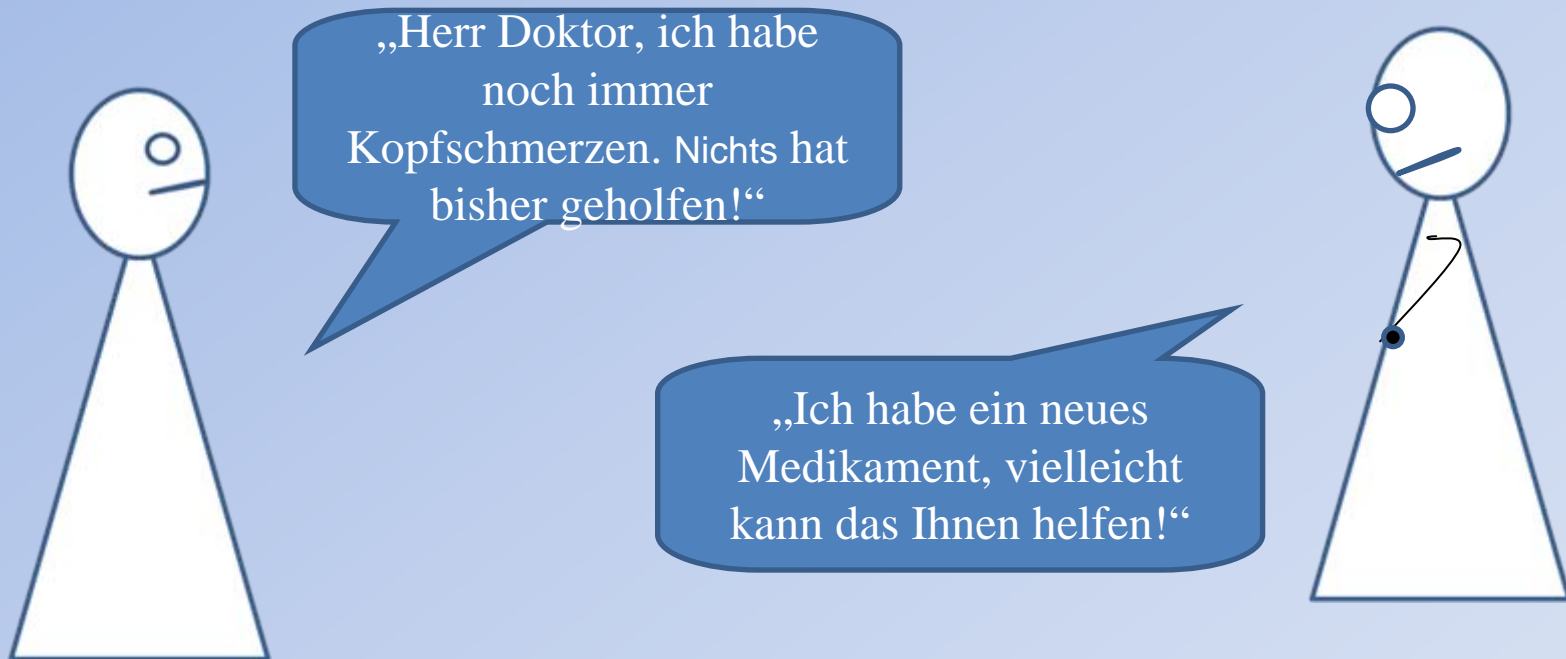 „Herr Doktor, ich habe
noch immer
Kopfschmerzen. Nichts hat
bisher geholfen!“
„Ich habe ein neues
Medikament, vielleicht
kann das Ihnen helfen!“